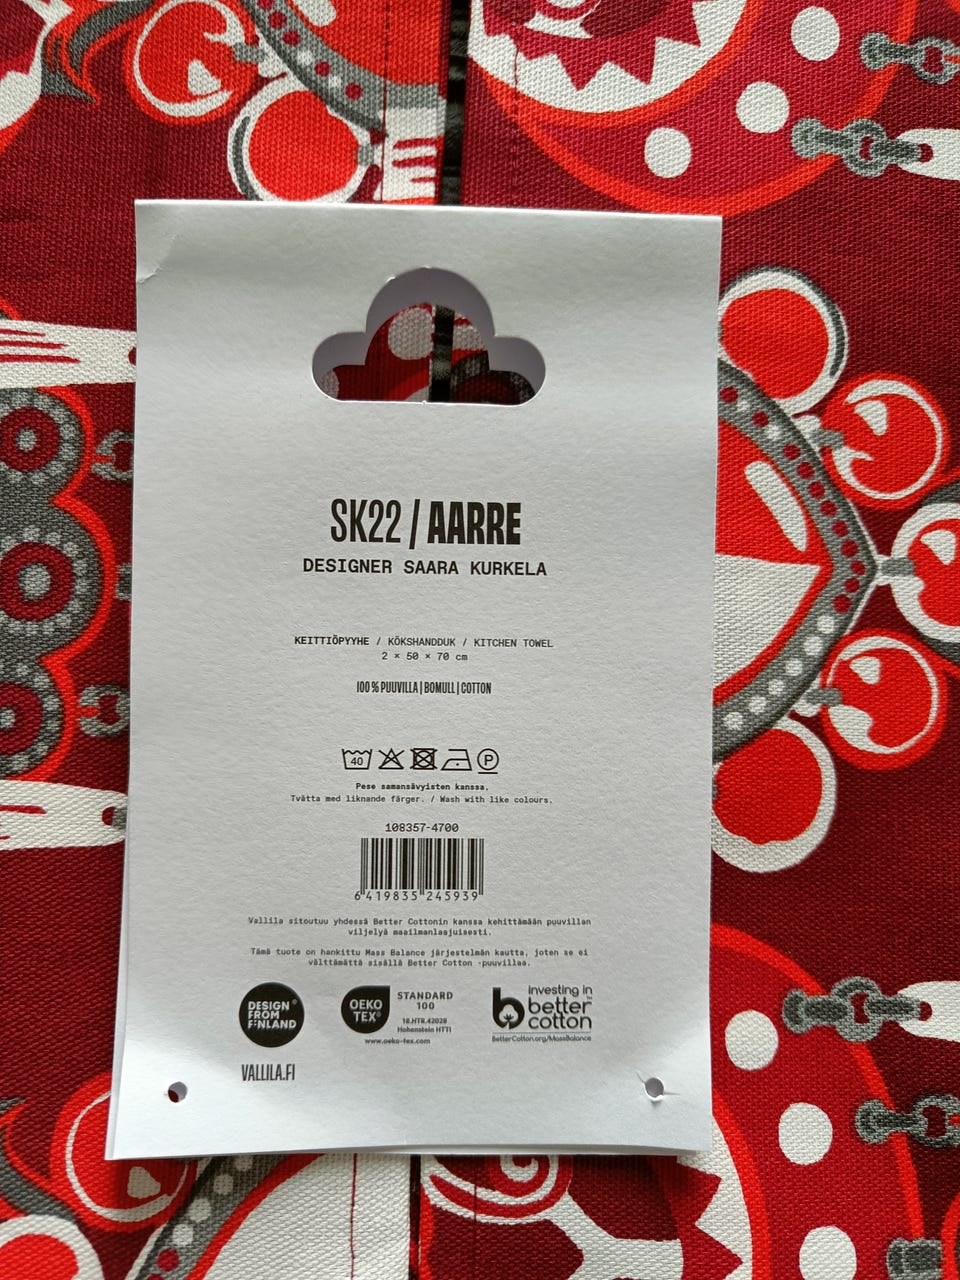 SK22 / AARRE
DESIGNER SAARA KURKELA
KEITTIÖPYYHE / KÖKSHANDDUK / KITCHEN TOWEL
2 × 50 × 70 cm
100 % PUUVILLA | BOMULL | COTTON
40 P
Pese samansävyisten kanssa.
Tvätta med liknande färger. / Wash with like colours.
108357-4700
6 419835 245939
Vallila sitoutuu yhdessä Better Cottonin kanssa kehittämään puuvillan
viljelyä maailmanlaajuisesti.
Tämä tuote on hankittu Mass Balance järjestelmän kautta, joten se ei
välttämättä sisällä Better Cotton -puuvillaa.
DESIGN®
FROM
FINLAND
OEKO
TEX®
STANDARD
100
18.HTR.42028
Hohenstein HTTI
www.oeko-tex.com
investing in
better
cotton
BetterCotton.org/MassBalance
VALLILA.FI